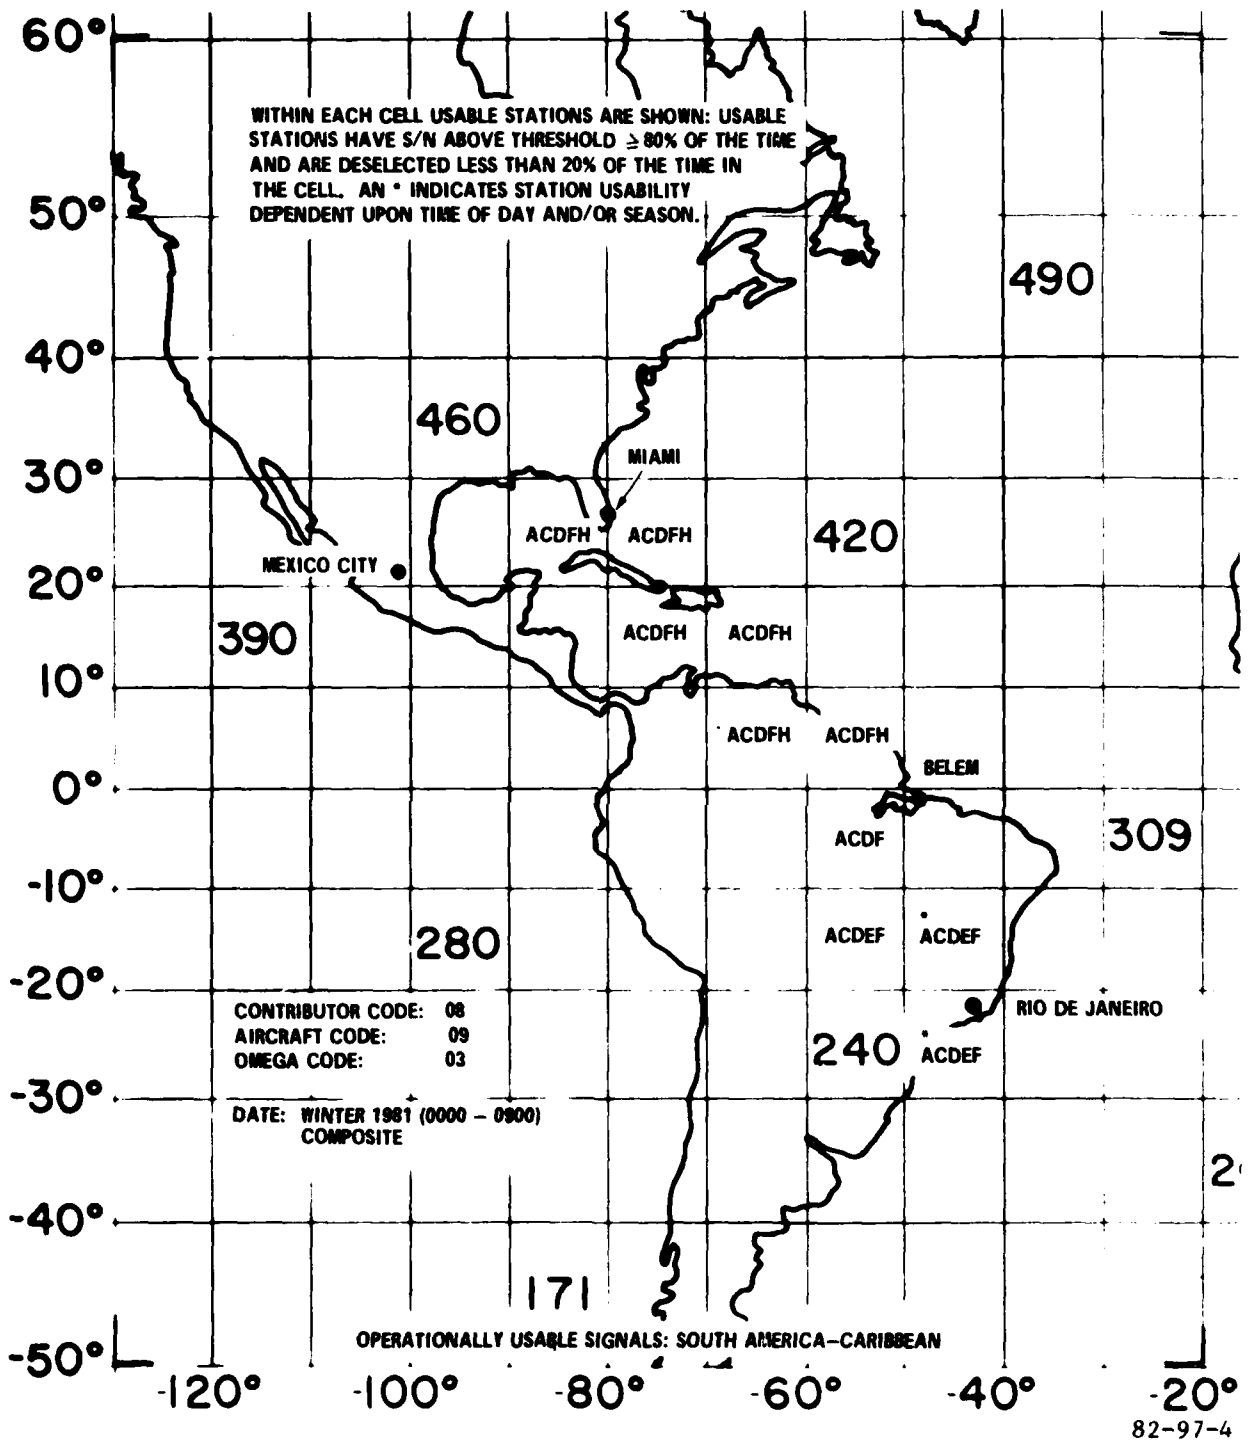 60°
WITHIN EACH CELL USABLE STATIONS ARE SHOWN: USABLE
STATIONS HAVE S/N ABOVE THRESHOLD ≥ 80% OF THE TIME
AND ARE DESELECTED LESS THAN 20% OF THE TIME IN
THE CELL. AN * INDICATES STATION USABILITY
DEPENDENT UPON TIME OF DAY AND/OR SEASON.
50°
490
40°
460
MIAMI
30°
ACDFH ACDFH
420
MEXICO CITY
20°
390
ACDFH ACDFH
10°
ACDFH ACDFH
BELEM
0°
ACDF
309
-10°
ACDEF ACDEF
280
-20°
CONTRIBUTOR CODE: 08
AIRCRAFT CODE: 09
OMEGA CODE: 03
RIO DE JANEIRO
240
ACDEF
-30°
DATE: WINTER 1981 (0000 – 0900)
COMPOSITE
-40°
171
OPERATIONALLY USABLE SIGNALS: SOUTH AMERICA–CARIBBEAN
-50°
-120° -100° -80° -60° -40° -20°
82-97-4